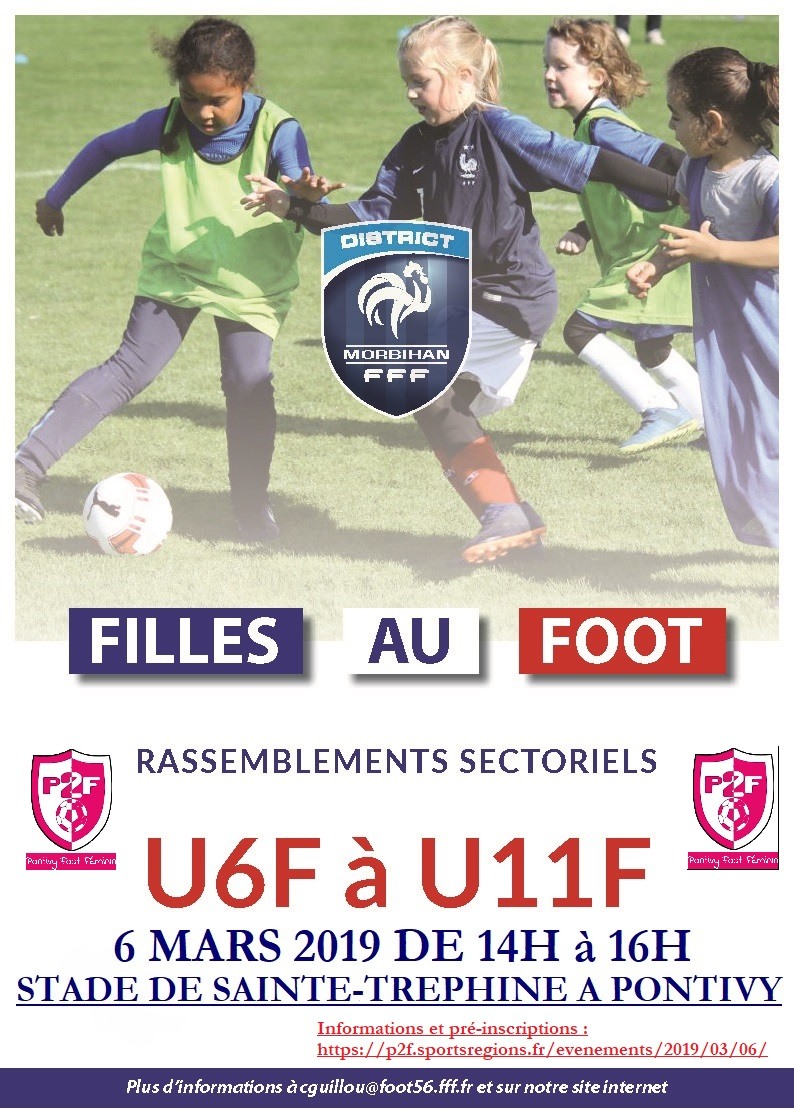 FFF
DISTRICT
MORBIHAN
FFF
FILLES AU FOOT
RASSEMBLEMENTS SECTORIELS
P2F
Pontivy Foot Féminin
P2F
Pontivy Foot Féminin
U6F à U11F
6 MARS 2019 DE 14H à 16H
STADE DE SAINTE-TREPHINE A PONTIVY
Informations et pré-inscriptions :
https://p2f.sportsregions.fr/evenements/2019/03/06/
Plus d'informations à cguillou@foot56.fff.fr et sur notre site internet